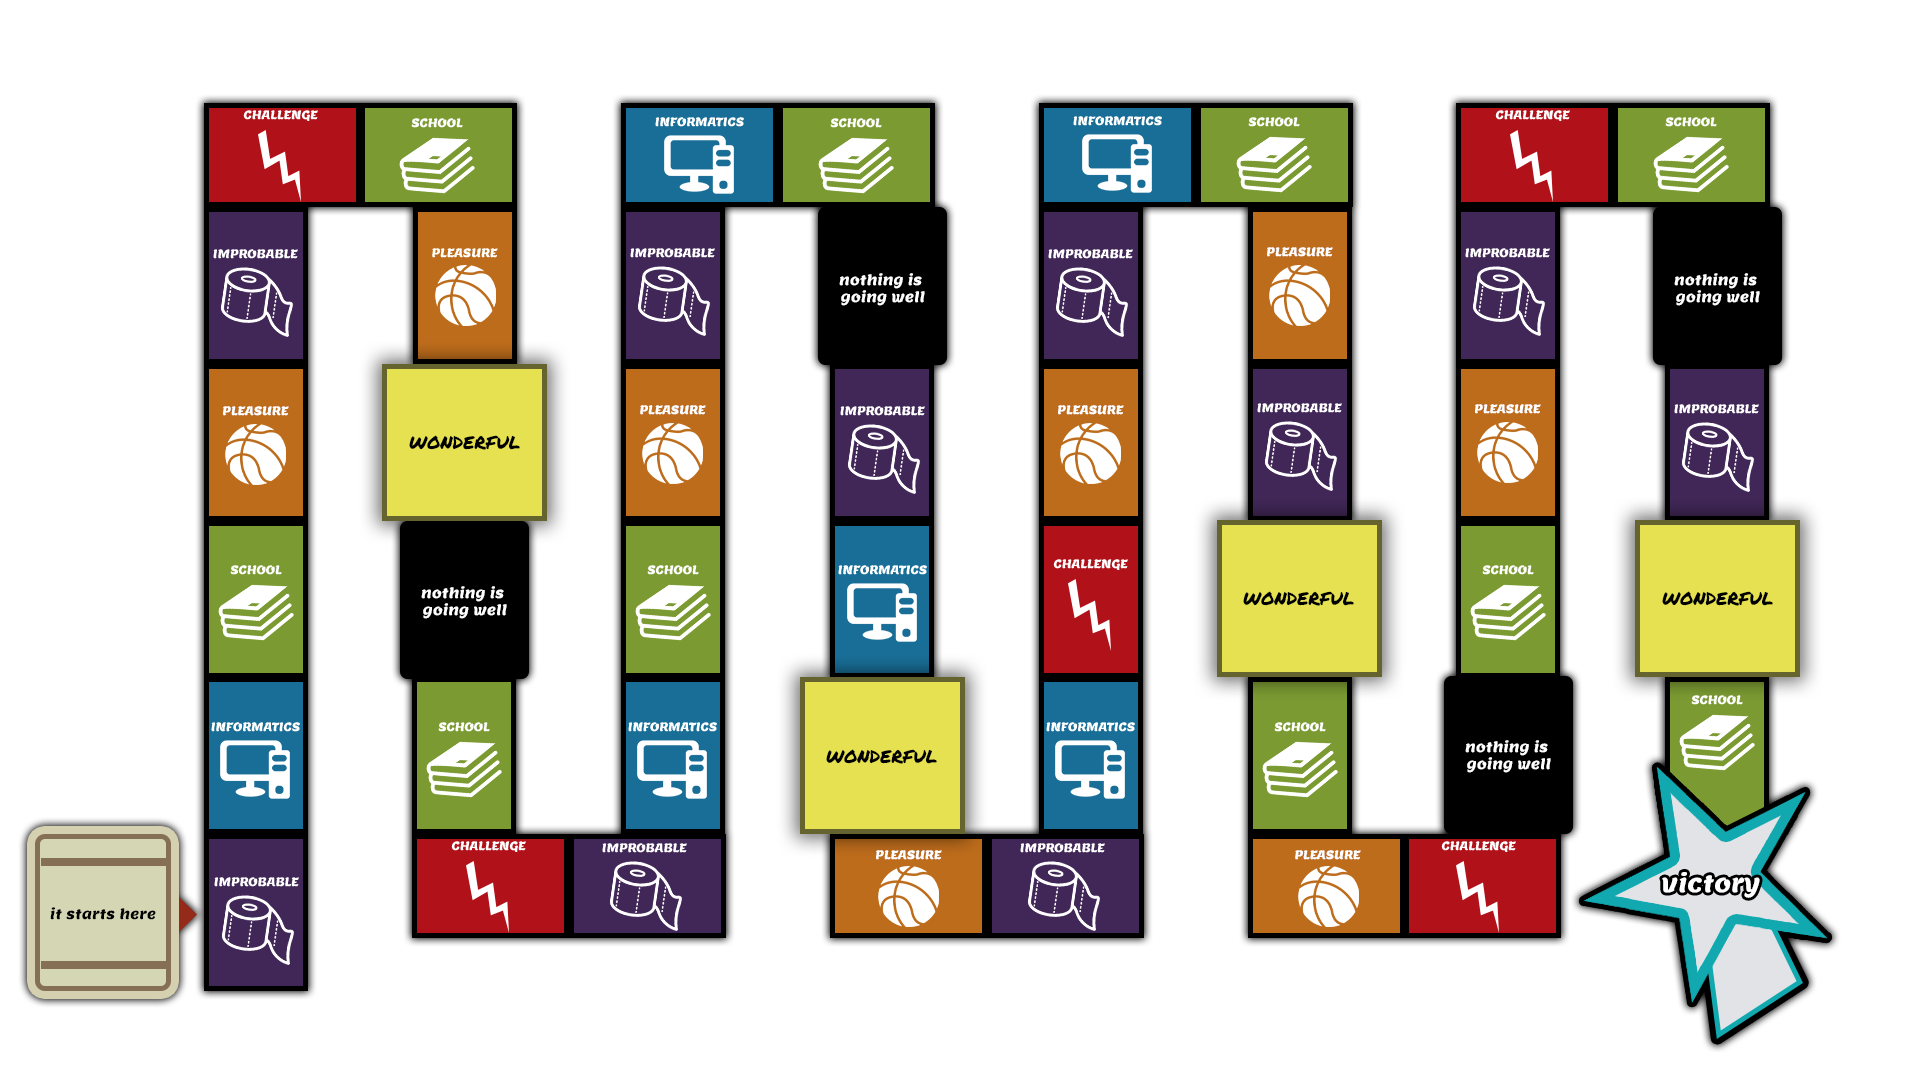 CHALLENGE
SCHOOL
INFORMATICS
SCHOOL
INFORMATICS
SCHOOL
CHALLENGE
SCHOOL
IMPROBABLE
PLEASURE
IMPROBABLE
nothing is
going well
IMPROBABLE
PLEASURE
IMPROBABLE
nothing is
going well
PLEASURE
WONDERFUL
PLEASURE
IMPROBABLE
PLEASURE
IMPROBABLE
PLEASURE
IMPROBABLE
SCHOOL
nothing is
going well
SCHOOL
INFORMATICS
CHALLENGE
WONDERFUL
SCHOOL
WONDERFUL
INFORMATICS
SCHOOL
INFORMATICS
WONDERFUL
INFORMATICS
SCHOOL
nothing is
going well
SCHOOL
it starts here
IMPROBABLE
CHALLENGE
IMPROBABLE
PLEASURE
IMPROBABLE
PLEASURE
CHALLENGE
victory